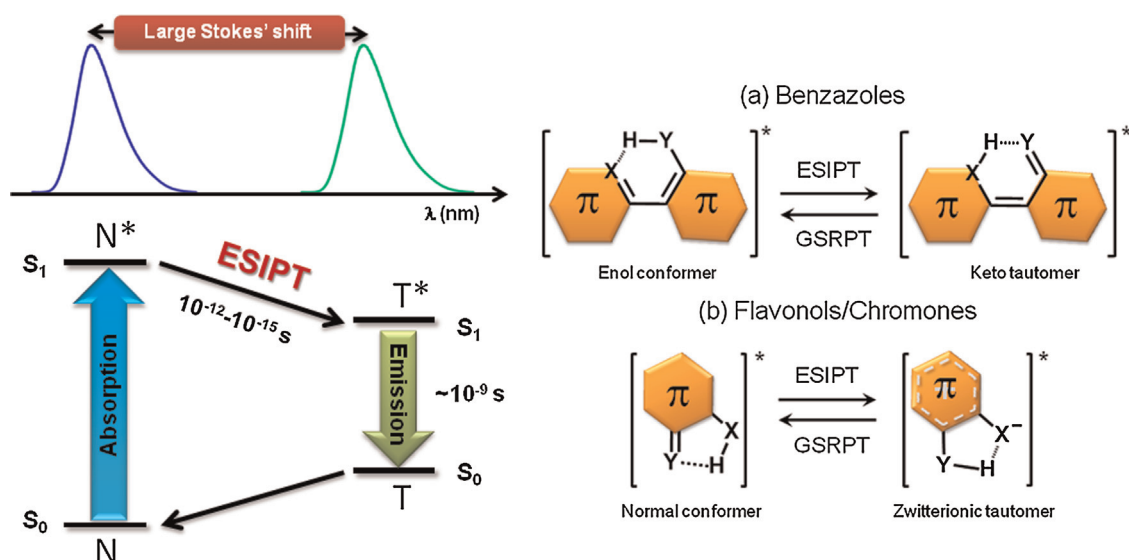 Large Stokes' shift
λ (nm)
N*
S₁
ESIPT
10⁻¹²-10⁻¹⁵ s
T*
S₁
Absorption
Emission
~10⁻⁹ s
S₀
T
S₀
N
(a) Benzazoles
H Y
X
π π
*
Enol conformer
ESIPT
GSRPT
H Y
X
π π
*
Keto tautomer
(b) Flavonols/Chromones
π
X
Y H
*
Normal conformer
ESIPT
GSRPT
π
X⁻
Y H
*
Zwitterionic tautomer